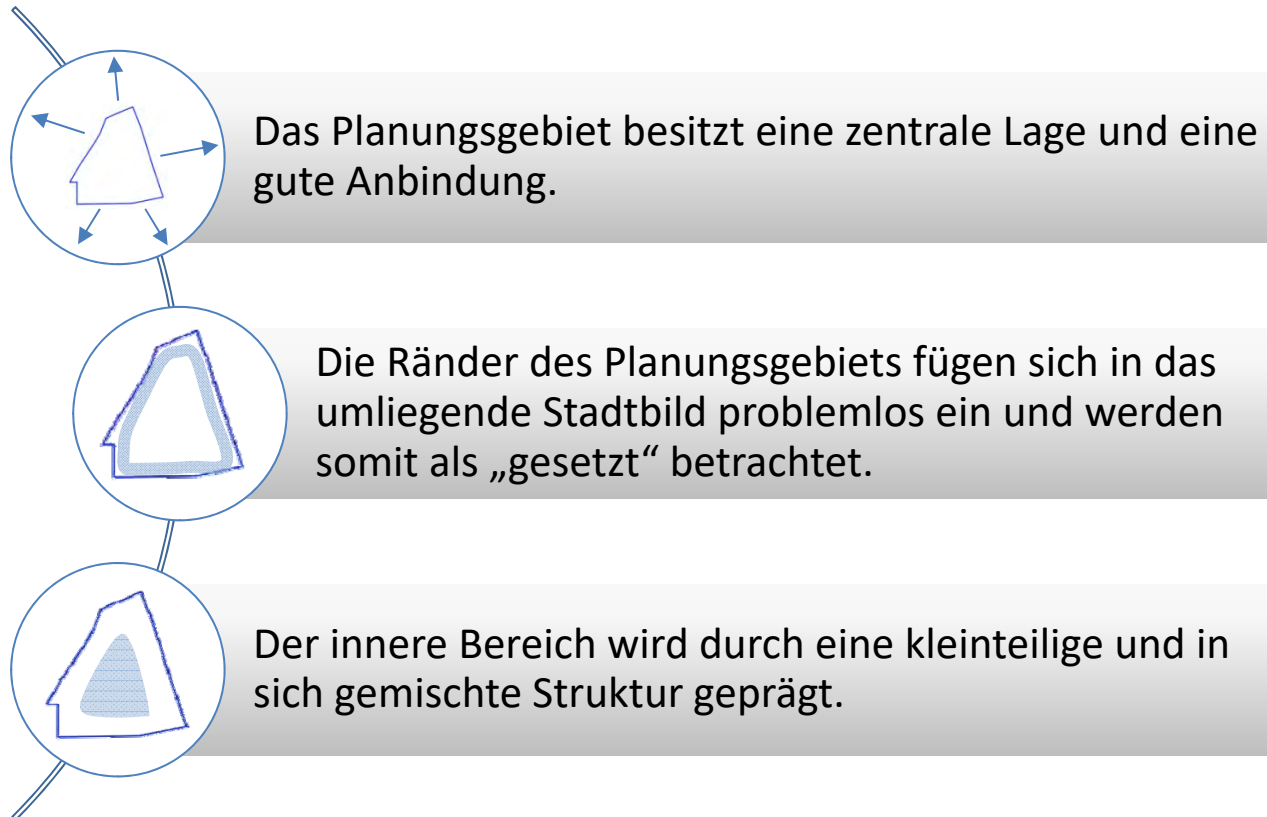 Das Planungsgebiet besitzt eine zentrale Lage und eine
gute Anbindung.
Die Ränder des Planungsgebiets fügen sich in das
umliegende Stadtbild problemlos ein und werden
somit als „gesetzt“ betrachtet.
Der innere Bereich wird durch eine kleinteilige und in
sich gemischte Struktur geprägt.